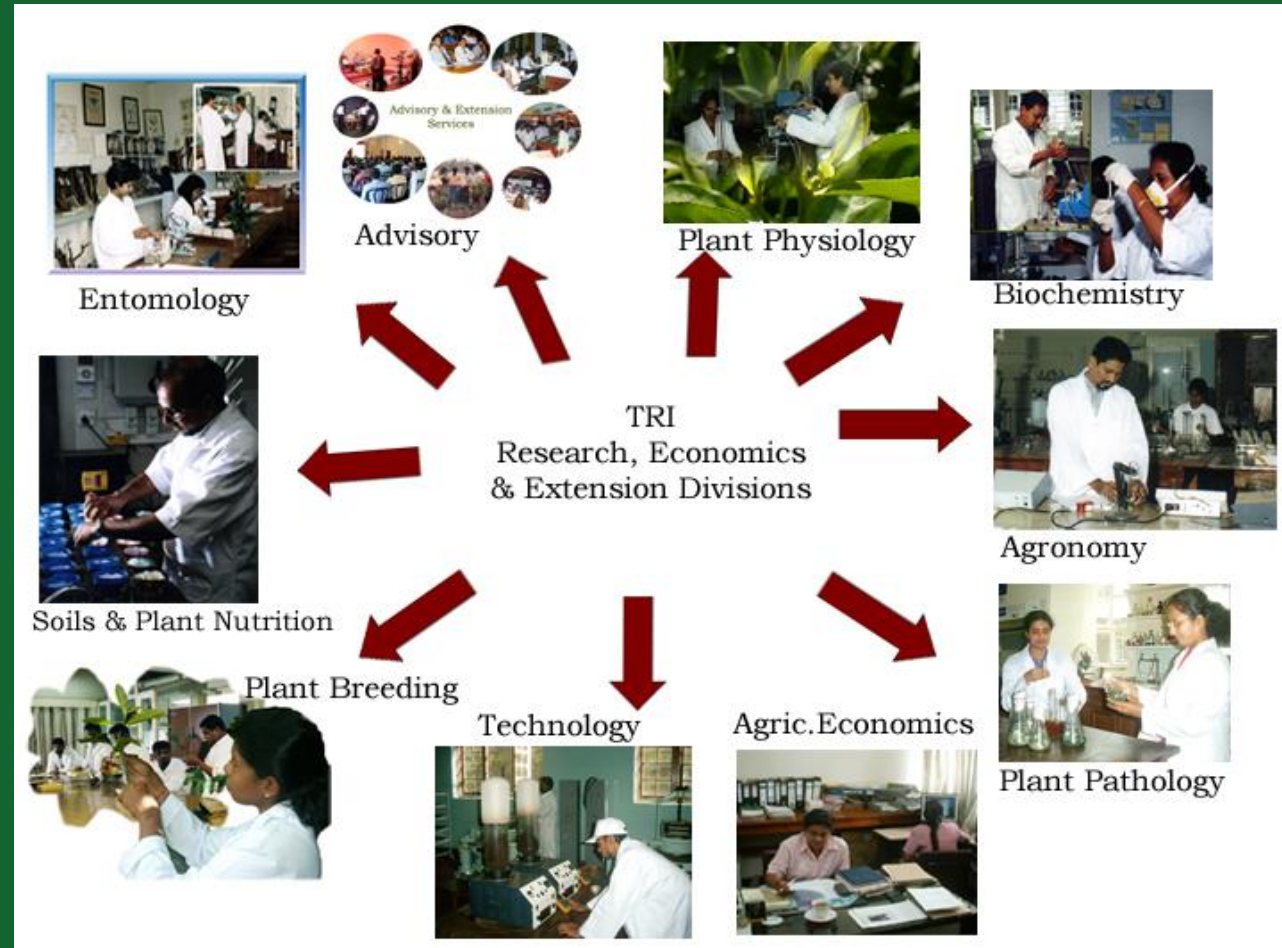 Advisory & Extension
Services
Advisory
Plant Physiology
Entomology
Biochemistry
TRI
Research, Economics
& Extension Divisions
Agronomy
Soils & Plant Nutrition
Plant Breeding
Technology
Agric.Economics
Plant Pathology